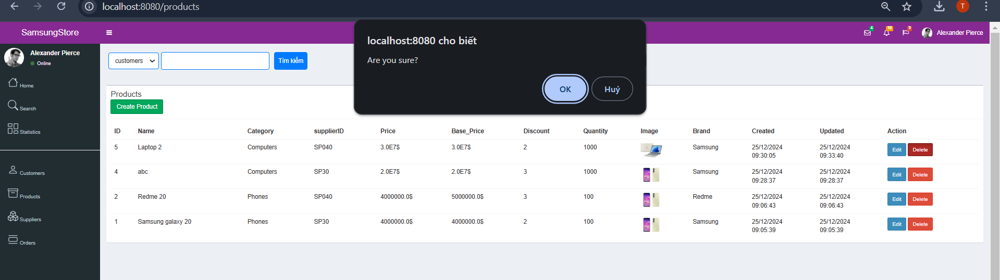 localhost:8080/products
T
SamsungStore
4
10
9
Alexander Pierce
localhost:8080 cho biết
Are you sure?
OK
Huỷ
Alexander Pierce
Online
Home
Search
Statistics
Customers
Products
Suppliers
Orders
customers
Tìm kiếm
Products
Create Product
ID Name Category supplierID Price Base_Price Discount Quantity Image Brand Created Updated Action
5 Laptop 2 Computers SP040 3.0E7$ 3.0E7$ 2 1000 Samsung 25/12/2024 25/12/2024 Edit Delete
09:30:05 09:33:40
4 abc Computers SP30 2.0E7$ 2.0E7$ 3 1000 Samsung 25/12/2024 25/12/2024 Edit Delete
09:28:37 09:28:37
2 Redme 20 Phones SP040 4000000.0$ 5000000.0$ 3 100 Redme 25/12/2024 25/12/2024 Edit Delete
09:06:43 09:06:43
1 Samsung galaxy 20 Phones SP30 4000000.0$ 4000000.0$ 2 100 Samsung 25/12/2024 25/12/2024 Edit Delete
09:05:39 09:05:39